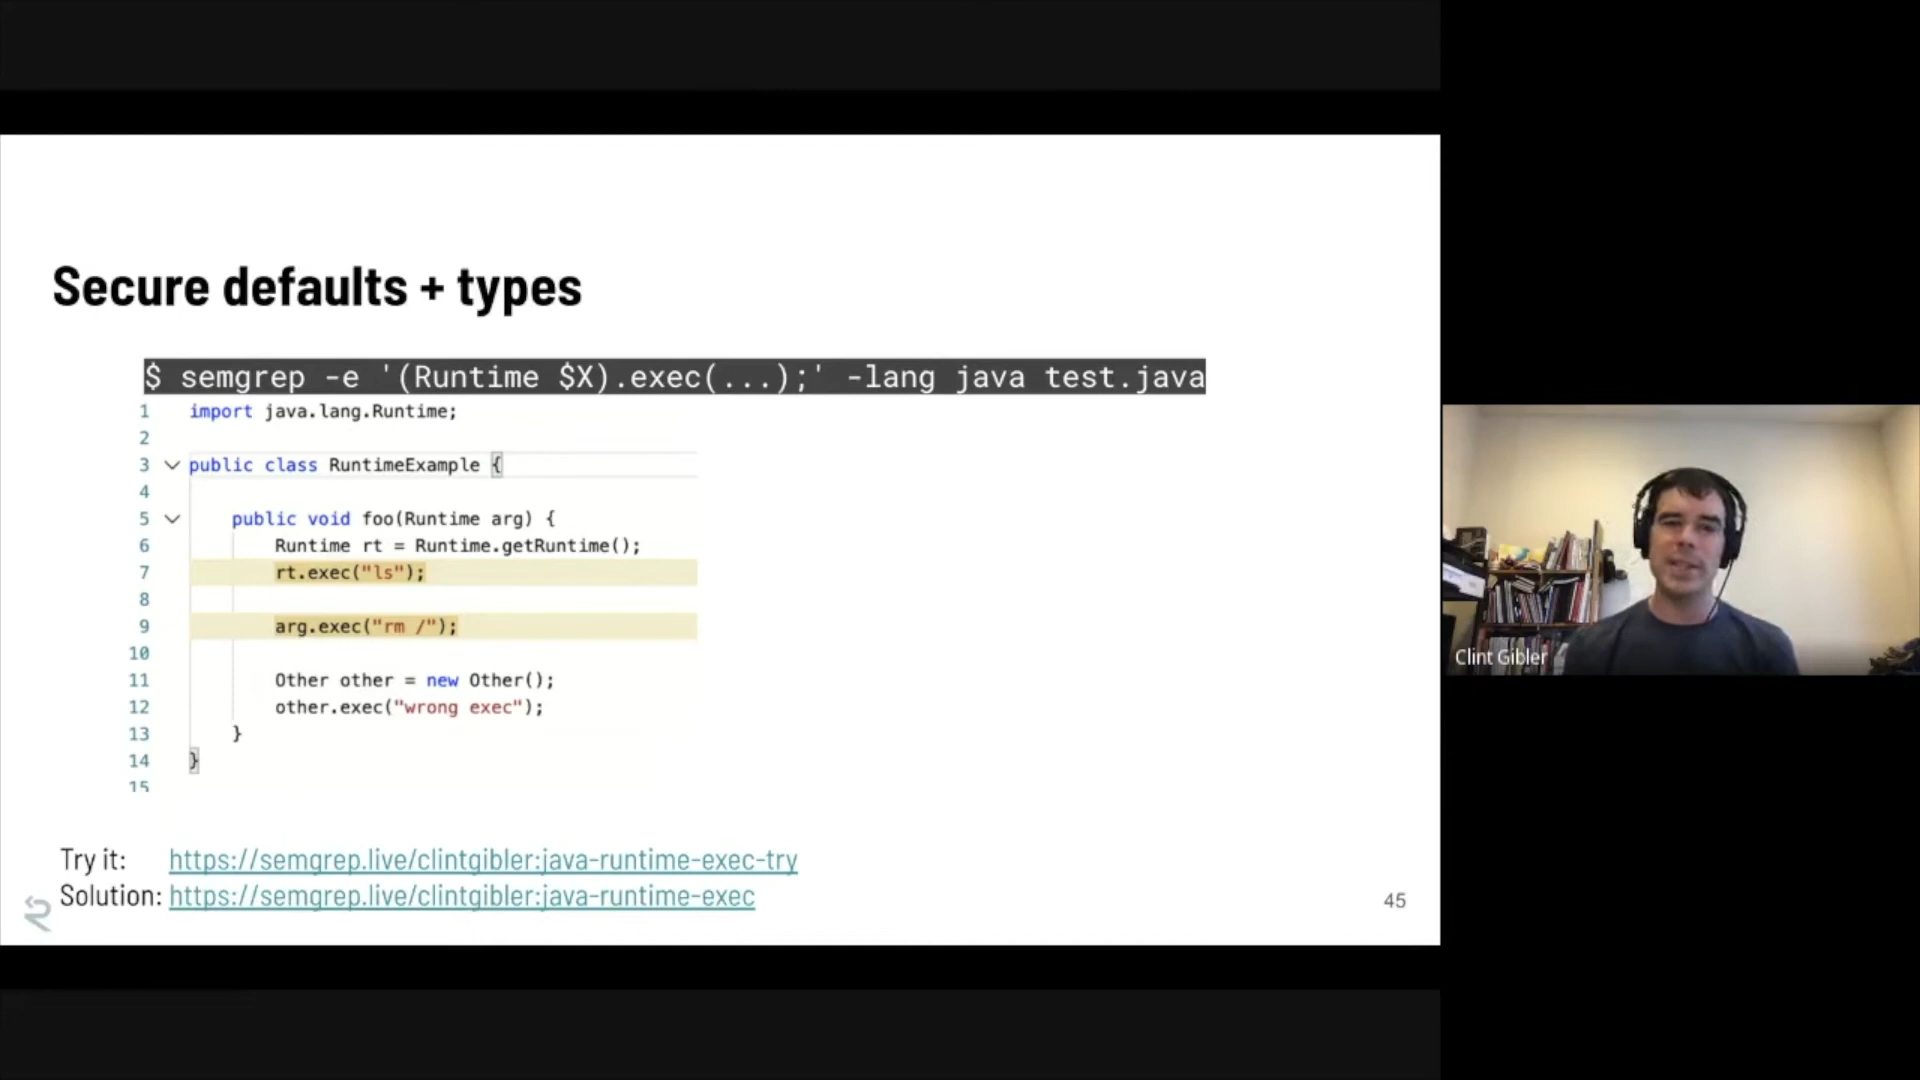 Secure defaults + types
$ semgrep -e '(Runtime $X).exec(...);' -lang java test.java
1 import java.lang.Runtime;
2
3 public class RuntimeExample {
4
5 public void foo(Runtime arg) {
6 Runtime rt = Runtime.getRuntime();
7 rt.exec("ls");
8
9 arg.exec("rm /");
10
11 Other other = new Other();
12 other.exec("wrong exec");
13 }
14 }
15
Try it: https://semgrep.live/clintgibler:java-runtime-exec-try
Solution: https://semgrep.live/clintgibler:java-runtime-exec
45
Clint Gibler